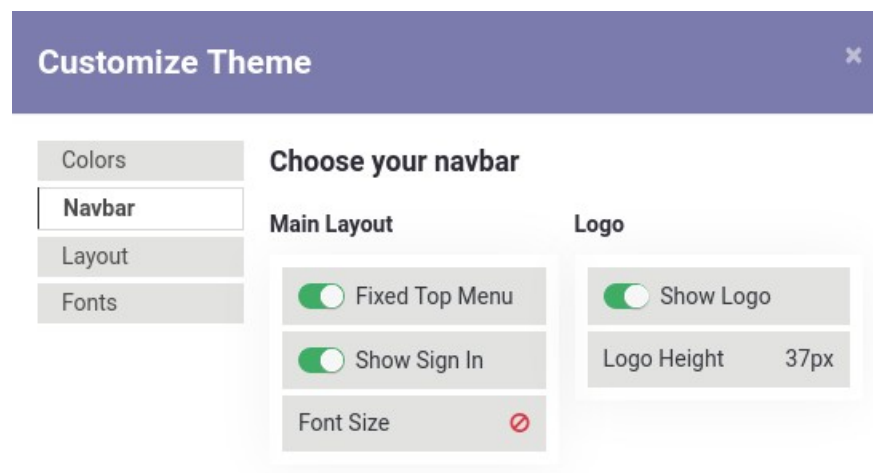 Customize Theme ×
Colors
Navbar
Layout
Fonts
Choose your navbar
Main Layout
Fixed Top Menu
Show Sign In
Font Size
Logo
Show Logo
Logo Height 37px